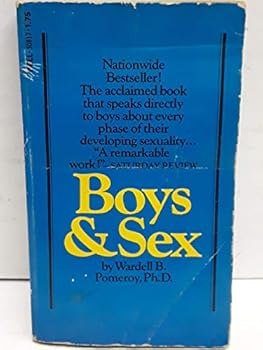 Nationwide
Bestseller!
The acclaimed book
that speaks directly
to boys about every
phase of their
developing sexuality...
"A remarkable
work!"-SATURDAY REVIEW
Boys
& Sex
by Wardell B.
Pomeroy, Ph.D.